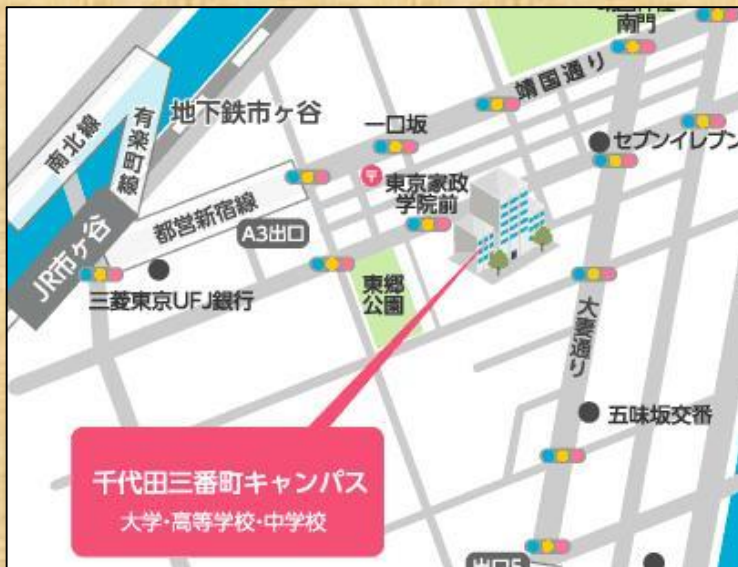 南門
靖国通り
地下鉄市ヶ谷
一口坂
南北線
有楽町線
セブンイレブン
〒
東京家政
学院前
都営新宿線
A3出口
JR市ヶ谷
三菱東京UFJ銀行
東郷
公園
大妻通り
五味坂交番
千代田三番町キャンパス
大学・高等学校・中学校
出口5